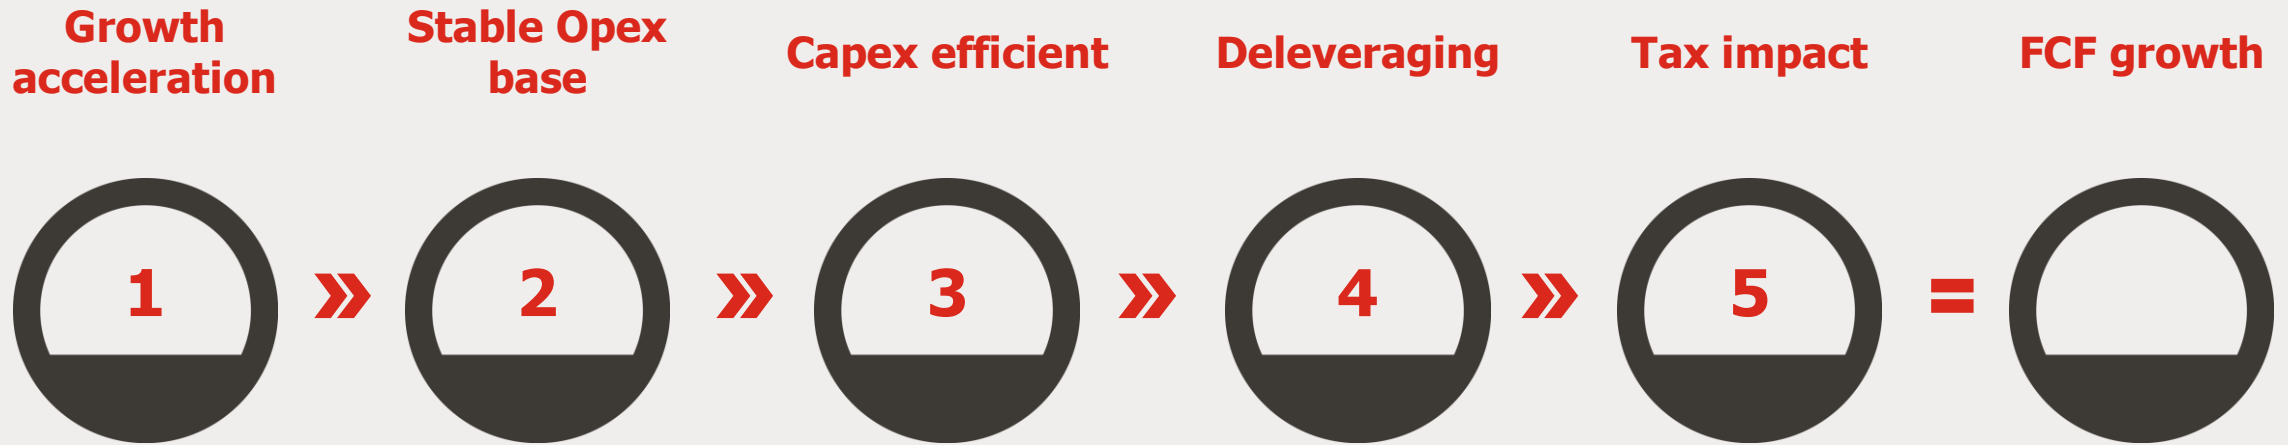 Growth
acceleration
Stable Opex
base
Capex efficient
Deleveraging
Tax impact
FCF growth
1 » 2 » 3 » 4 » 5 =